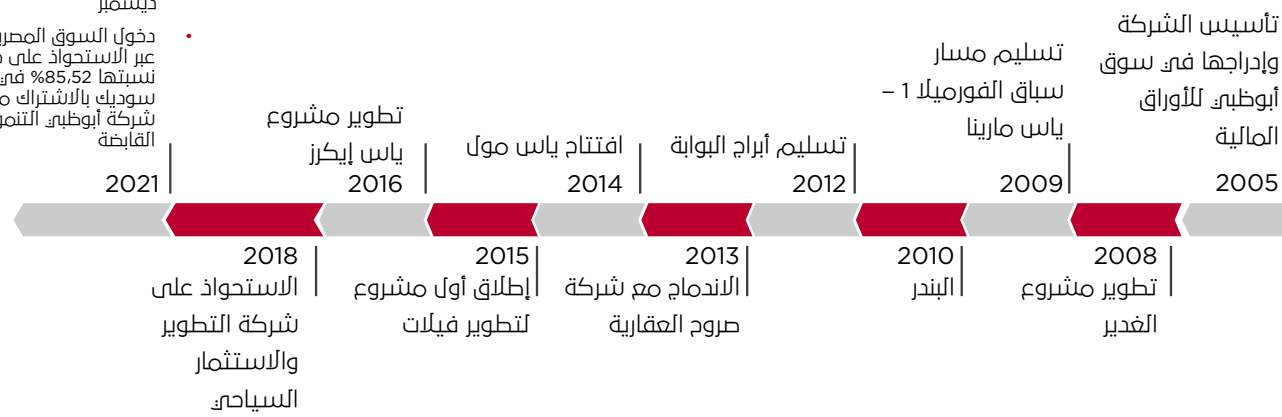 تأسيس الشركة
وإدراجها في سوق
أبوظبي للأوراق
المالية
2005
2008
تطوير مشروع
الغدير
تسليم مسار
سباق الفورميلا 1 –
ياس مارينا
2009
2010
البندر
تسليم أبراج البوابة
2012
2013
الاندماج مع شركة
صروح العقارية
افتتاح ياس مول
2014
2015
إطلاق أول مشروع
لتطوير فيلات
تطوير مشروع
ياس إيكرز
2016
2018
الاستحواذ على
شركة التطوير
والاستثمار
السياحي
ديسمبر
• دخول السوق المصر
عبر الاستحواذ على
نسبتها 85,52% في
سوديك بالاشتراك
شركة أبوظبي
القابضة
2021